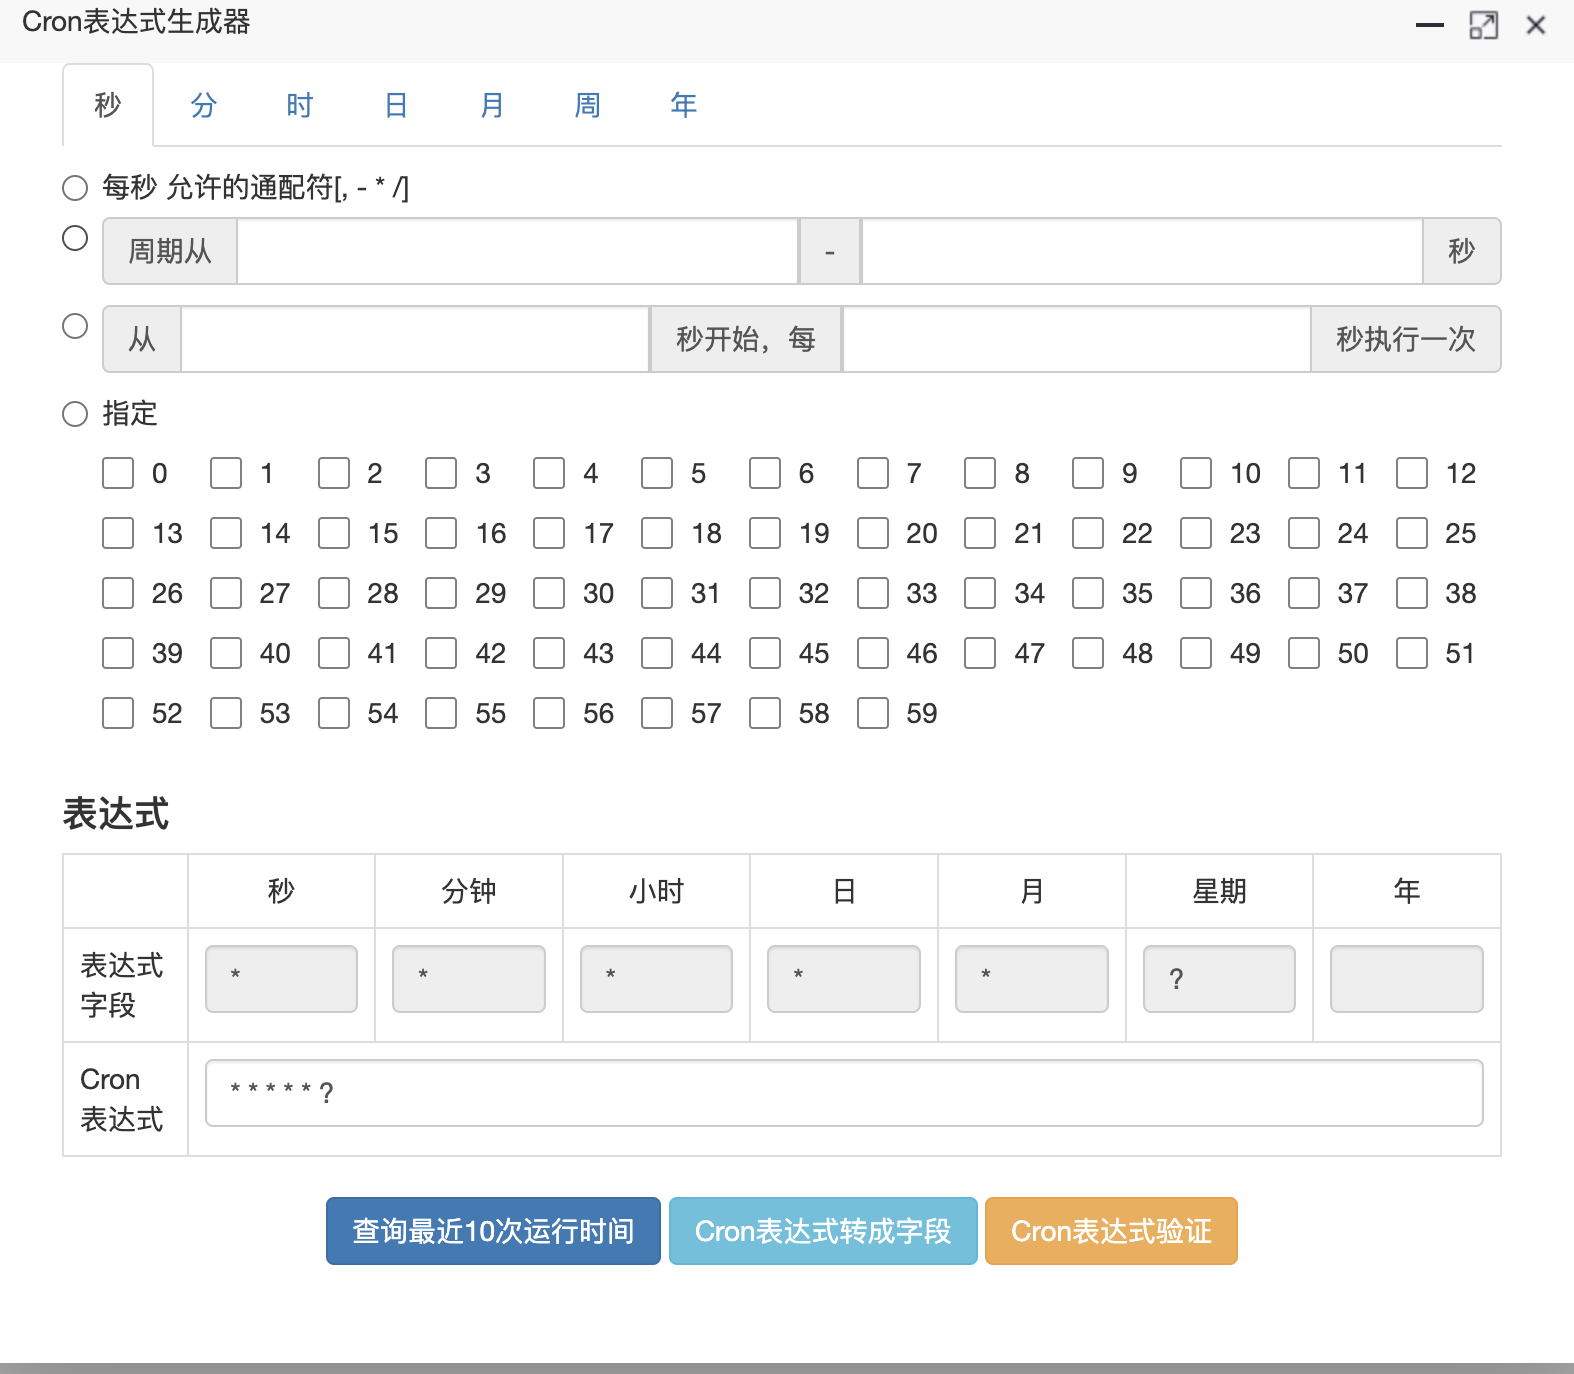 Cron表达式生成器
秒 分 时 日 月 周 年
每秒 允许的通配符[, - * /]
周期从 - 秒
从 秒开始，每 秒执行一次
指定
0 1 2 3 4 5 6 7 8 9 10 11 12
13 14 15 16 17 18 19 20 21 22 23 24 25
26 27 28 29 30 31 32 33 34 35 36 37 38
39 40 41 42 43 44 45 46 47 48 49 50 51
52 53 54 55 56 57 58 59
表达式
秒 分钟 小时 日 月 星期 年
表达式
字段
* * * * * ?
Cron
表达式
* * * * * ?
查询最近10次运行时间 Cron表达式转成字段 Cron表达式验证